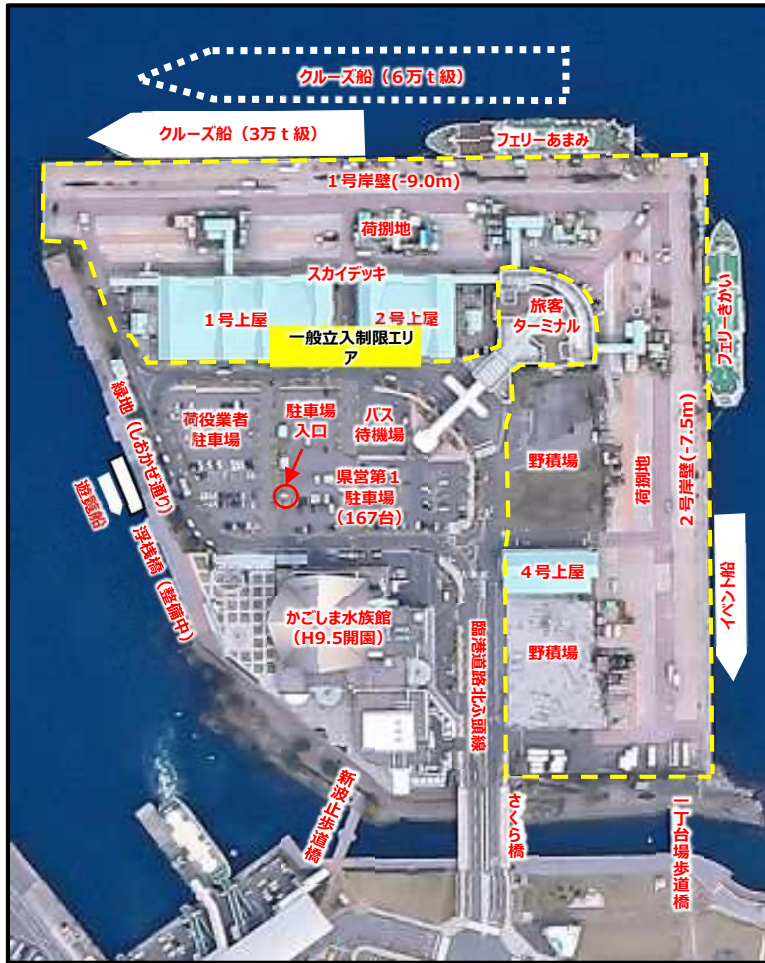 クルーズ船（６万ｔ級）
クルーズ船（3万ｔ級）
フェリーあまみ
１号岸壁(-9.0m)
荷捌地
スカイデッキ
１号上屋
２号上屋
旅客
ターミナル
一般立入制限エリ
ア
フェリーきかい
２号岸壁(-7.5m)
荷捌地
緑地（しおかぜ通り）
荷役業者
駐車場
駐車場
入口
バス
待機場
県営第１
駐車場
（167台）
野積場
遊覧船
浮桟橋（整備中）
４号上屋
イベント船
かごしま水族館
（H9.5開園）
臨港道路北ふ頭線
野積場
新波止歩道橋
さくら橋
一丁台場歩道橋